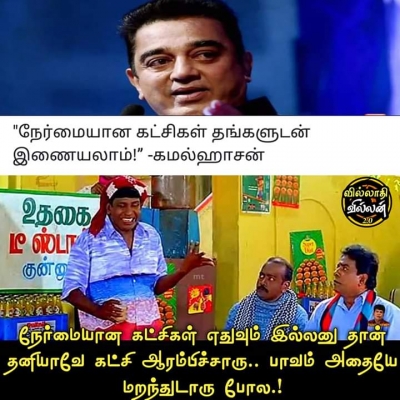 "நேர்மையான கட்சிகள் தங்களுடன்
இணையலாம்!” -கமல்ஹாசன்
வில்லாதி
வில்லன்
உதகை
டீ ஸ்டா
குன்னூ
mt
நேர்மையான கட்சிகள் எதுவும் இல்லனு தான்
தனியாவே கட்சி ஆரம்பிச்சாரு.. பாவம் அதையே
மறந்துடாரு போல.!